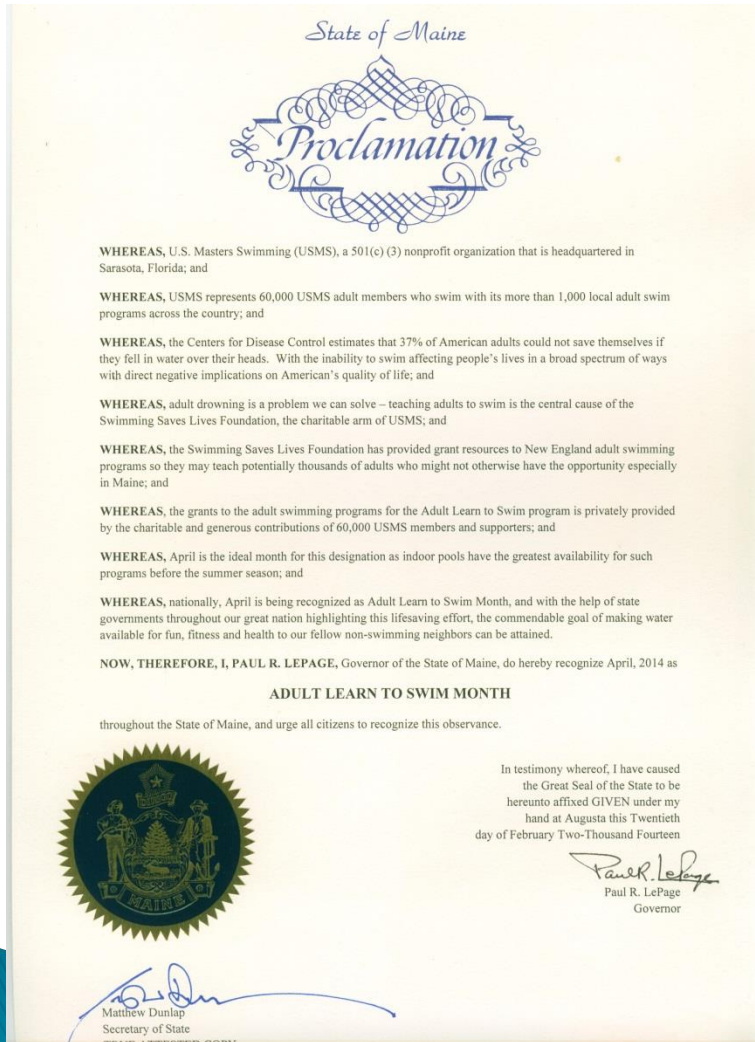 State of Maine
Proclamation
WHEREAS, U.S. Masters Swimming (USMS), a 501(c) (3) nonprofit organization that is headquartered in
Sarasota, Florida; and
WHEREAS, USMS represents 60,000 USMS adult members who swim with its more than 1,000 local adult swim
programs across the country; and
WHEREAS, the Centers for Disease Control estimates that 37% of American adults could not save themselves if
they fell in water over their heads. With the inability to swim affecting people's lives in a broad spectrum of ways
with direct negative implications on American's quality of life; and
WHEREAS, adult drowning is a problem we can solve – teaching adults to swim is the central cause of the
Swimming Saves Lives Foundation, the charitable arm of USMS; and
WHEREAS, the Swimming Saves Lives Foundation has provided grant resources to New England adult swimming
programs so they may teach potentially thousands of adults who might not otherwise have the opportunity especially
in Maine; and
WHEREAS, the grants to the adult swimming programs for the Adult Learn to Swim program is privately provided
by the charitable and generous contributions of 60,000 USMS members and supporters; and
WHEREAS, April is the ideal month for this designation as indoor pools have the greatest availability for such
programs before the summer season; and
WHEREAS, nationally, April is being recognized as Adult Learn to Swim Month, and with the help of state
governments throughout our great nation highlighting this lifesaving effort, the commendable goal of making water
available for fun, fitness and health to our fellow non-swimming neighbors can be attained.
NOW, THEREFORE, I, PAUL R. LEPAGE, Governor of the State of Maine, do hereby recognize April, 2014 as
ADULT LEARN TO SWIM MONTH
throughout the State of Maine, and urge all citizens to recognize this observance.
In testimony whereof, I have caused
the Great Seal of the State to be
hereunto affixed GIVEN under my
hand at Augusta this Twentieth
day of February Two-Thousand Fourteen
Paul R. LePage
Paul R. LePage
Governor
MAINE
Matthew Dunlap
Secretary of State
TRUE ATTESTED COPY